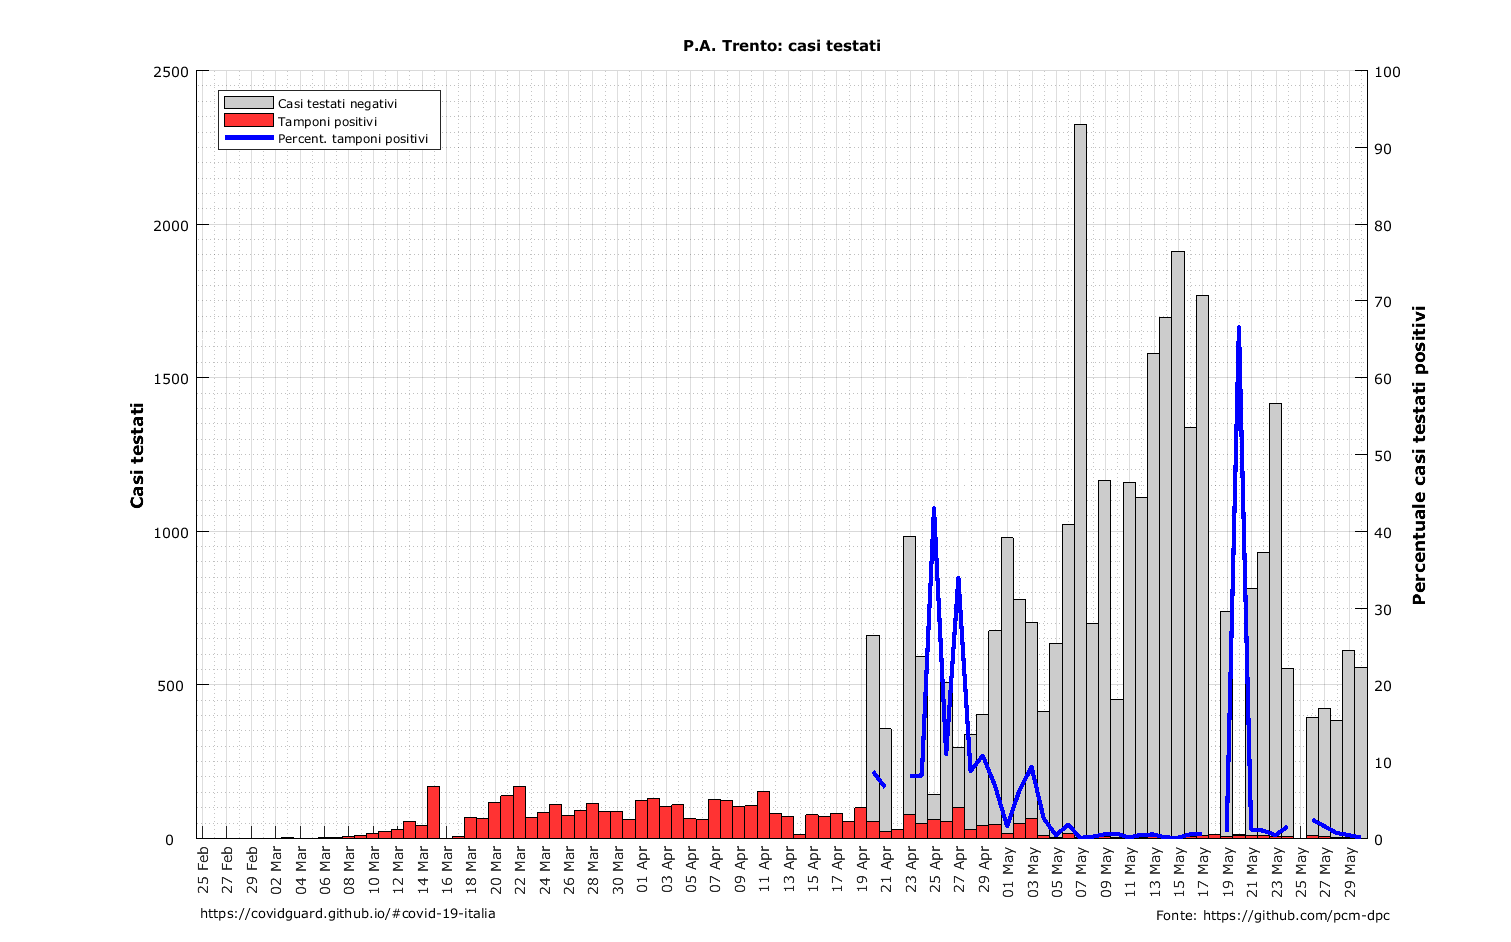 P.A. Trento: casi testati
Casi testati negativi
Tamponi positivi
Percent. tamponi positivi
Casi testati
2500
2000
1500
1000
500
0
100
90
80
70
60
50
40
30
20
10
0
Percentuale casi testati positivi
25 Feb
27 Feb
29 Feb
02 Mar
04 Mar
06 Mar
08 Mar
10 Mar
12 Mar
14 Mar
16 Mar
18 Mar
20 Mar
22 Mar
24 Mar
26 Mar
28 Mar
30 Mar
01 Apr
03 Apr
05 Apr
07 Apr
09 Apr
11 Apr
13 Apr
15 Apr
17 Apr
19 Apr
21 Apr
23 Apr
25 Apr
27 Apr
29 Apr
01 May
03 May
05 May
07 May
09 May
11 May
13 May
15 May
17 May
19 May
21 May
23 May
25 May
27 May
29 May
https://covidguard.github.io/#covid-19-italia
Fonte: https://github.com/pcm-dpc